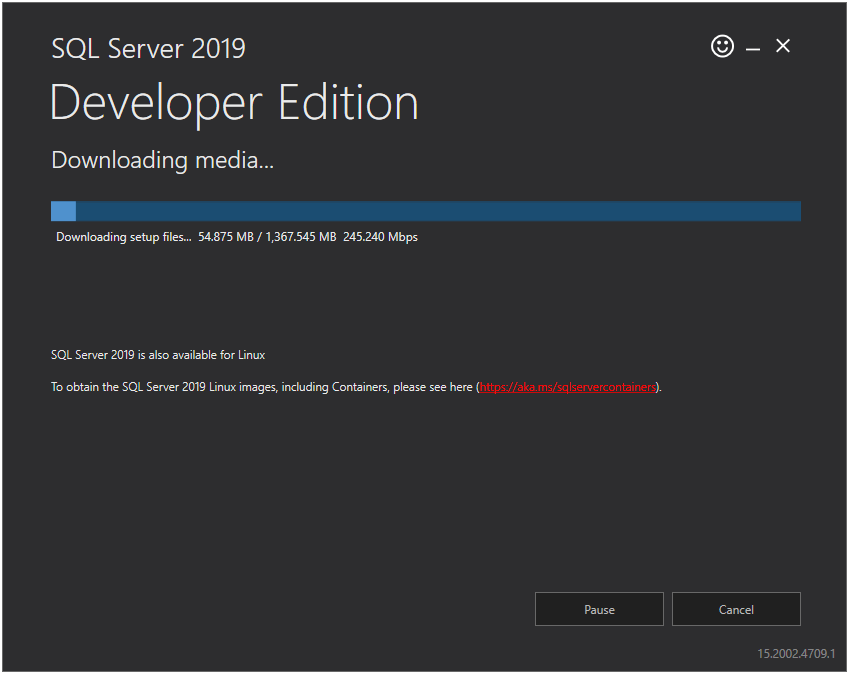 SQL Server 2019
Developer Edition
Downloading media...
Downloading setup files... 54.875 MB / 1,367.545 MB 245.240 Mbps
SQL Server 2019 is also available for Linux
To obtain the SQL Server 2019 Linux images, including Containers, please see here (https://aka.ms/sqlservercontainers).
Pause Cancel
15.2002.4709.1